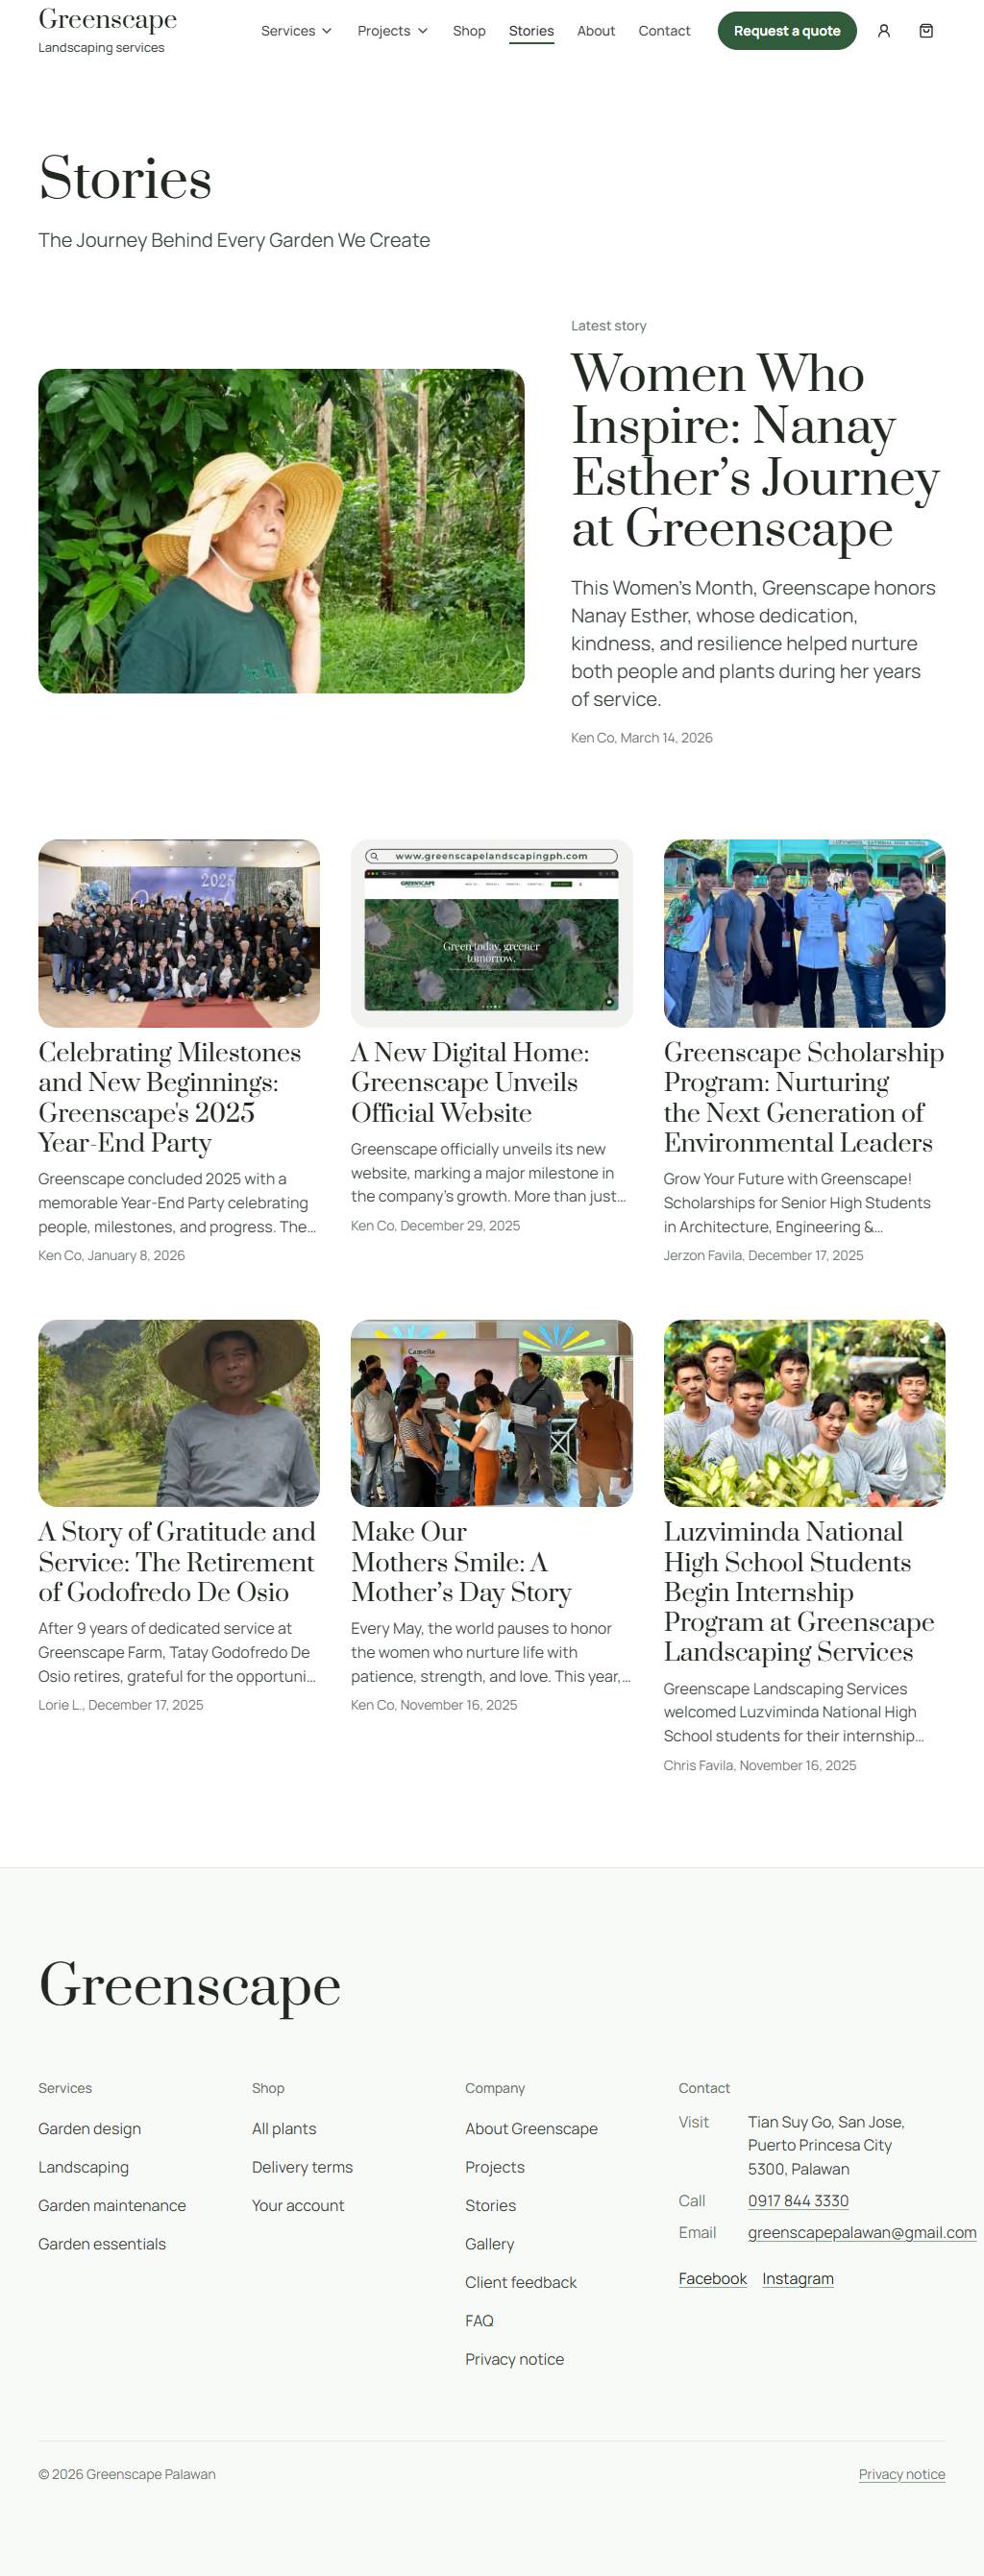 Greenscape
Landscaping services
Services
Projects
Shop
Stories
About
Contact
Request a quote
Stories
The Journey Behind Every Garden We Create
Latest story
Women Who
Inspire: Nanay
Esther’s Journey
at Greenscape
This Women’s Month, Greenscape honors
Nanay Esther, whose dedication,
kindness, and resilience helped nurture
both people and plants during her years
of service.
Ken Co, March 14, 2026
2025
Celebrating Milestones
and New Beginnings:
Greenscape's 2025
Year-End Party
Greenscape concluded 2025 with a
memorable Year-End Party celebrating
people, milestones, and progress. The…
Ken Co, January 8, 2026
www.greenscapelandscapingph.com
GREENSCAPE
Green today, greener
tomorrow.
A New Digital Home:
Greenscape Unveils
Official Website
Greenscape officially unveils its new
website, marking a major milestone in
the company’s growth. More than just…
Ken Co, December 29, 2025
Greenscape Scholarship
Program: Nurturing
the Next Generation of
Environmental Leaders
Grow Your Future with Greenscape!
Scholarships for Senior High Students
in Architecture, Engineering &…
Jerzon Favila, December 17, 2025
A Story of Gratitude and
Service: The Retirement
of Godofredo De Osio
After 9 years of dedicated service at
Greenscape Farm, Tatay Godofredo De
Osio retires, grateful for the opportuni…
Lorie L., December 17, 2025
Camella
Make Our
Mothers Smile: A
Mother’s Day Story
Every May, the world pauses to honor
the women who nurture life with
patience, strength, and love. This year,…
Ken Co, November 16, 2025
Luzviminda National
High School Students
Begin Internship
Program at Greenscape
Landscaping Services
Greenscape Landscaping Services
welcomed Luzviminda National High
School students for their internship…
Chris Favila, November 16, 2025
Greenscape
Services
Garden design
Landscaping
Garden maintenance
Garden essentials
Shop
All plants
Delivery terms
Your account
Company
About Greenscape
Projects
Stories
Gallery
Client feedback
FAQ
Privacy notice
Contact
Visit
Tian Suy Go, San Jose,
Puerto Princesa City
5300, Palawan
Call
0917 844 3330
Email
greenscapepalawan@gmail.com
Facebook
Instagram
© 2026 Greenscape Palawan
Privacy notice